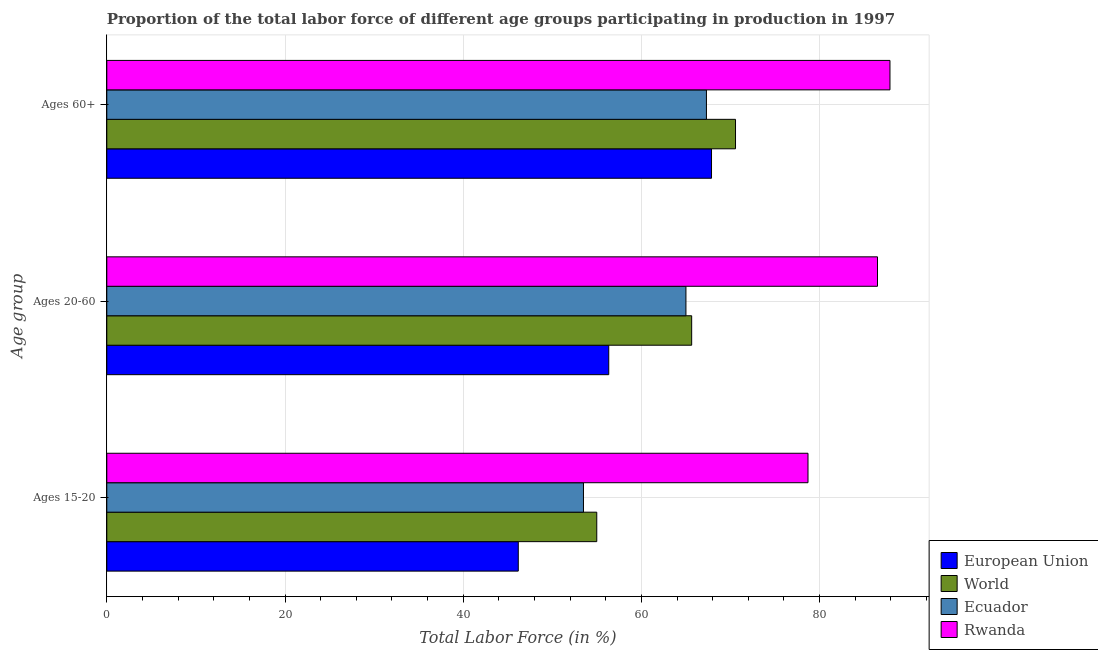 Proportion of the total labor force of different age groups participating in production in 1997
Ages 60+
Ages 20-60
Ages 15-20
Age group
0
20
40
60
80
Total Labor Force (in %)
European Union
World
Ecuador
Rwanda